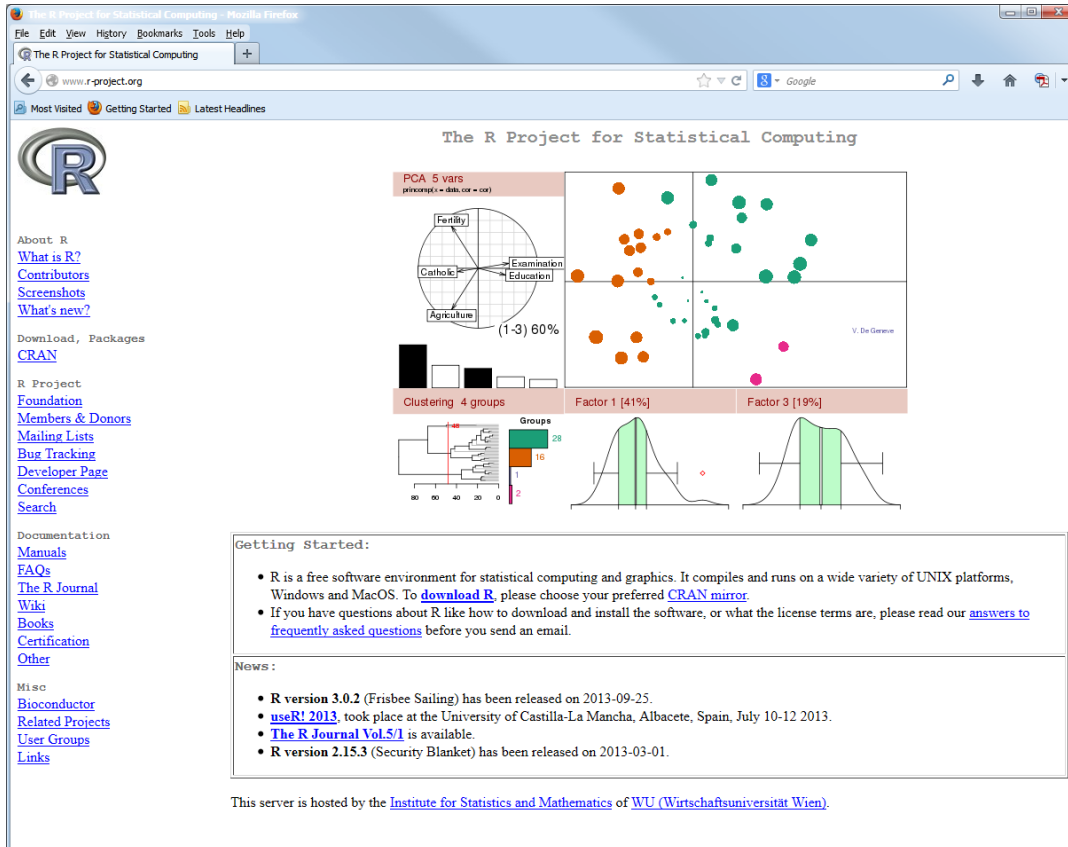 The R Project for Statistical Computing - Mozilla Firefox
File Edit View History Bookmarks Tools Help
The R Project for Statistical Computing
www.r-project.org
Google
Most Visited Getting Started Latest Headlines
R
The R Project for Statistical Computing
PCA 5 vars
princomp(x = data, cor = cor)
Fertility
Examination
Catholic
Education
Agriculture
(1-3) 60%
V. De Geneve
Clustering 4 groups
Factor 1 [41%]
Factor 3 [19%]
Groups
48
28
16
1
2
80 60 40 20 0
About R
What is R?
Contributors
Screenshots
What's new?
Download, Packages
CRAN
R Project
Foundation
Members & Donors
Mailing Lists
Bug Tracking
Developer Page
Conferences
Search
Documentation
Manuals
FAQs
The R Journal
Wiki
Books
Certification
Other
Misc
Bioconductor
Related Projects
User Groups
Links
Getting Started:
• R is a free software environment for statistical computing and graphics. It compiles and runs on a wide variety of UNIX platforms,
Windows and MacOS. To download R, please choose your preferred CRAN mirror.
• If you have questions about R like how to download and install the software, or what the license terms are, please read our answers to
frequently asked questions before you send an email.
News:
• R version 3.0.2 (Frisbee Sailing) has been released on 2013-09-25.
• useR! 2013, took place at the University of Castilla-La Mancha, Albacete, Spain, July 10-12 2013.
• The R Journal Vol.5/1 is available.
• R version 2.15.3 (Security Blanket) has been released on 2013-03-01.
This server is hosted by the Institute for Statistics and Mathematics of WU (Wirtschaftsuniversität Wien).